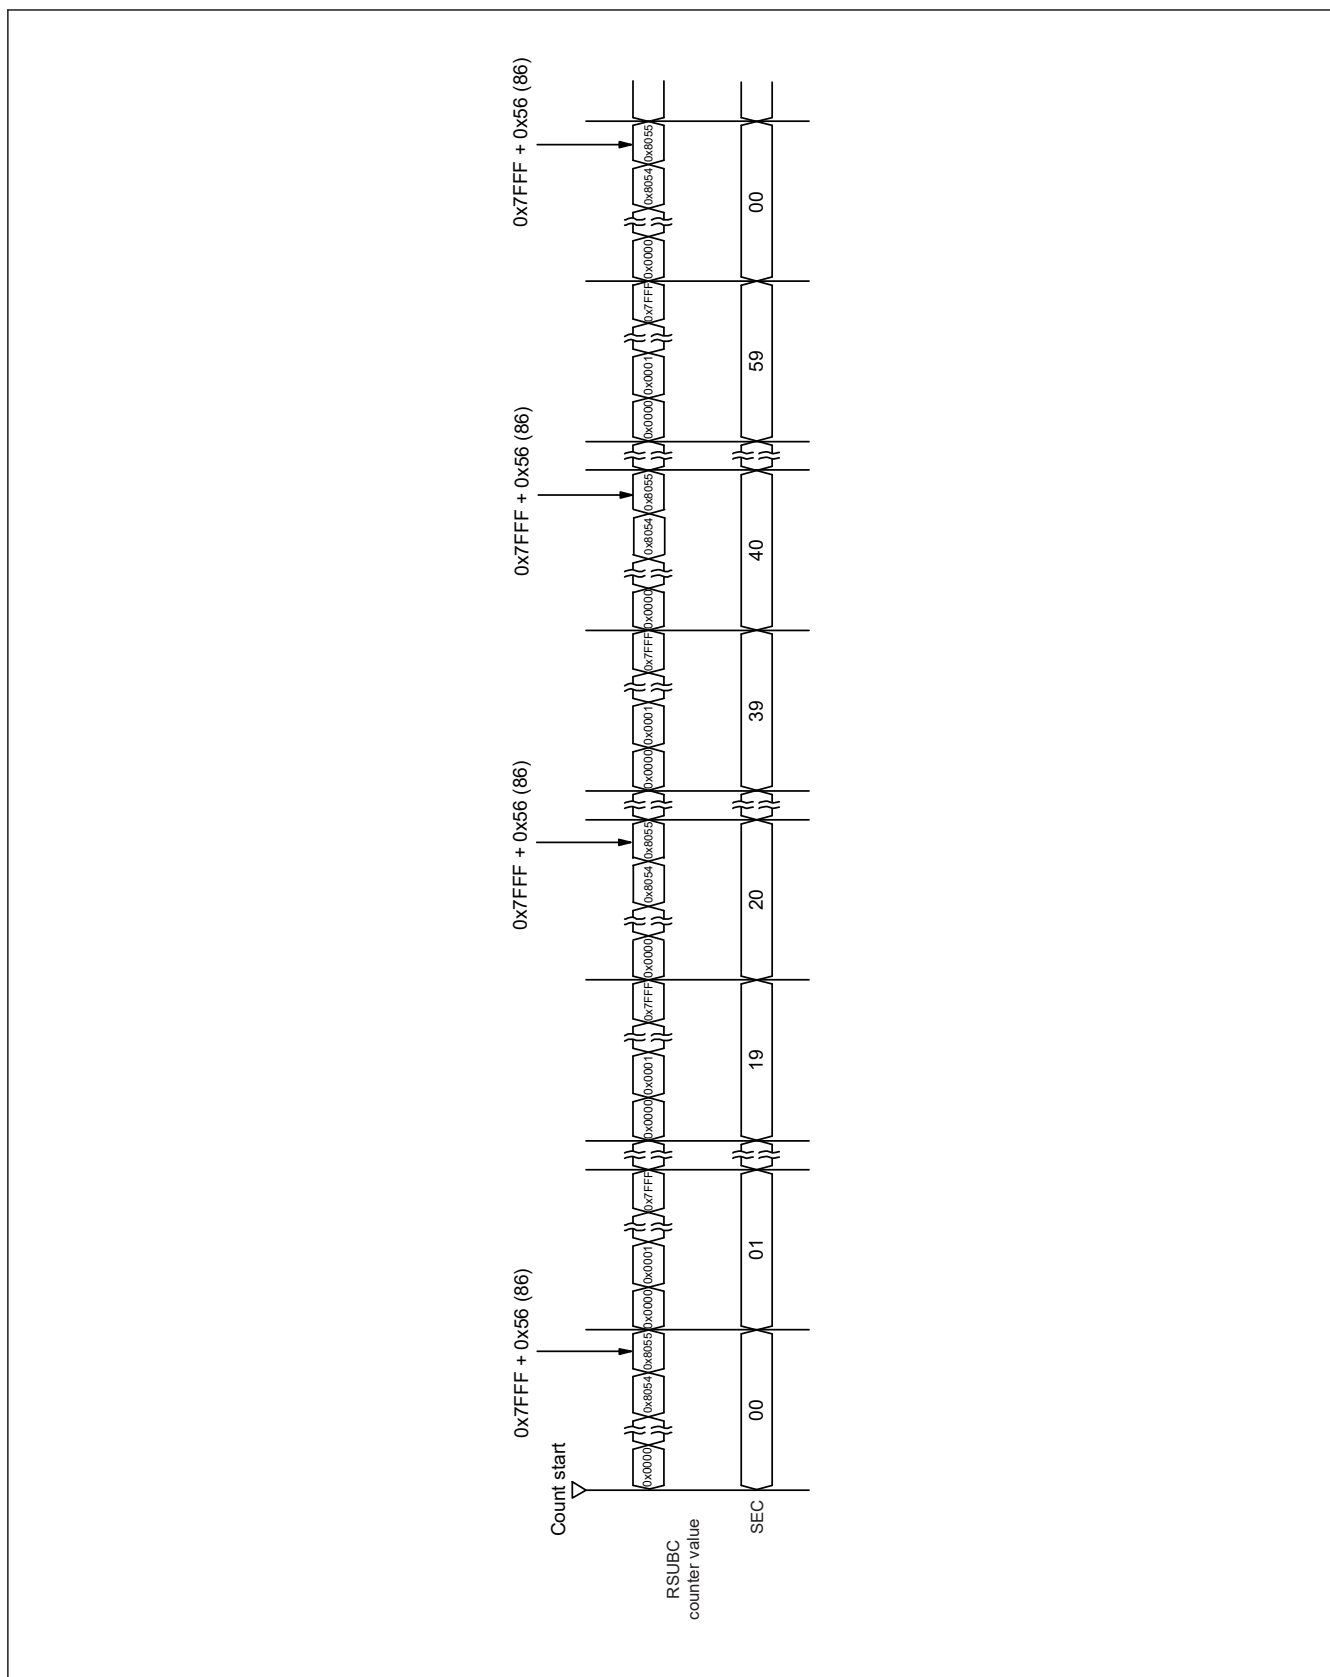 0x7FFF + 0x56 (86) 0x7FFF + 0x56 (86) 0x7FFF + 0x56 (86) 0x7FFF + 0x56 (86)
Count start
0x0000 0x8054 0x8055 0x0000 0x0001 0x7FFF 0x0000 0x0001 0x7FFF 0x0000 0x8054 0x8055 0x0000 0x0001 0x7FFF 0x0000 0x8054 0x8055 0x0000 0x0001 0x7FFF 0x0000 0x8054 0x8055
RSUBC
counter value
SEC 00 01 19 20 39 40 59 00